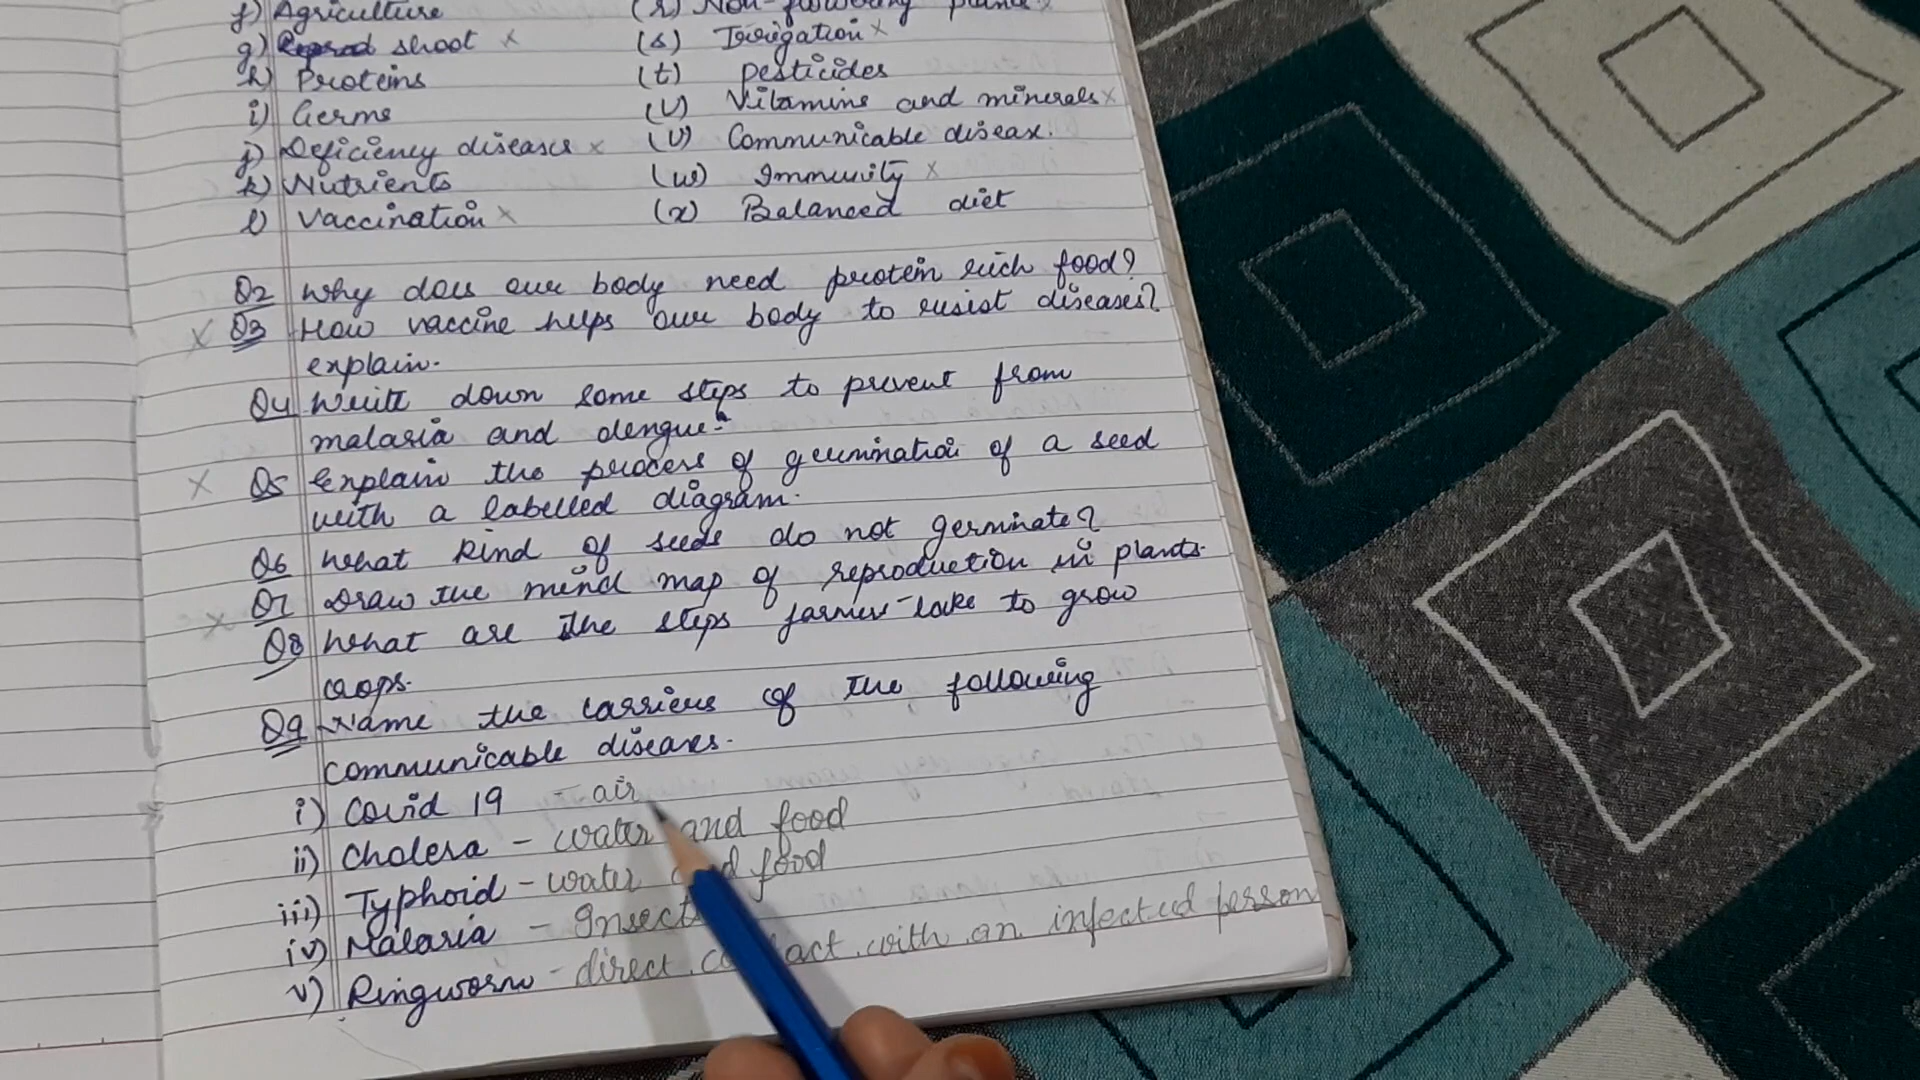 f) Agriculture (r) Non-flowering plants x
g) shoot x (s) Irrigation x
h) Proteins (t) pesticides
i) Germs (U) Vitamins and minerals x
j) Deficiency diseases x (V) Communicable disease.
k) Nutrients (w) Immunity x
l) Vaccination x (x) Balanced diet
Q2 Why does our body need protein rich food?
x Q3 How vaccine helps our body to resist diseases?
explain.
Q4 Write down some steps to prevent from
malaria and dengue.
x Q5 Explain the process of germination of a seed
with a labelled diagram.
Q6 What kind of seeds do not germinate?
x Q7 Draw the mind map of reproduction in plants.
Q8 What are the steps farmer take to grow
crops.
Q9 Name the carriers of the following
communicable diseases.
i) Covid 19 - air
ii) Cholera - water and food
iii) Typhoid - water and food
iv) Malaria - Insect
v) Ringworm - direct contact with an infected person